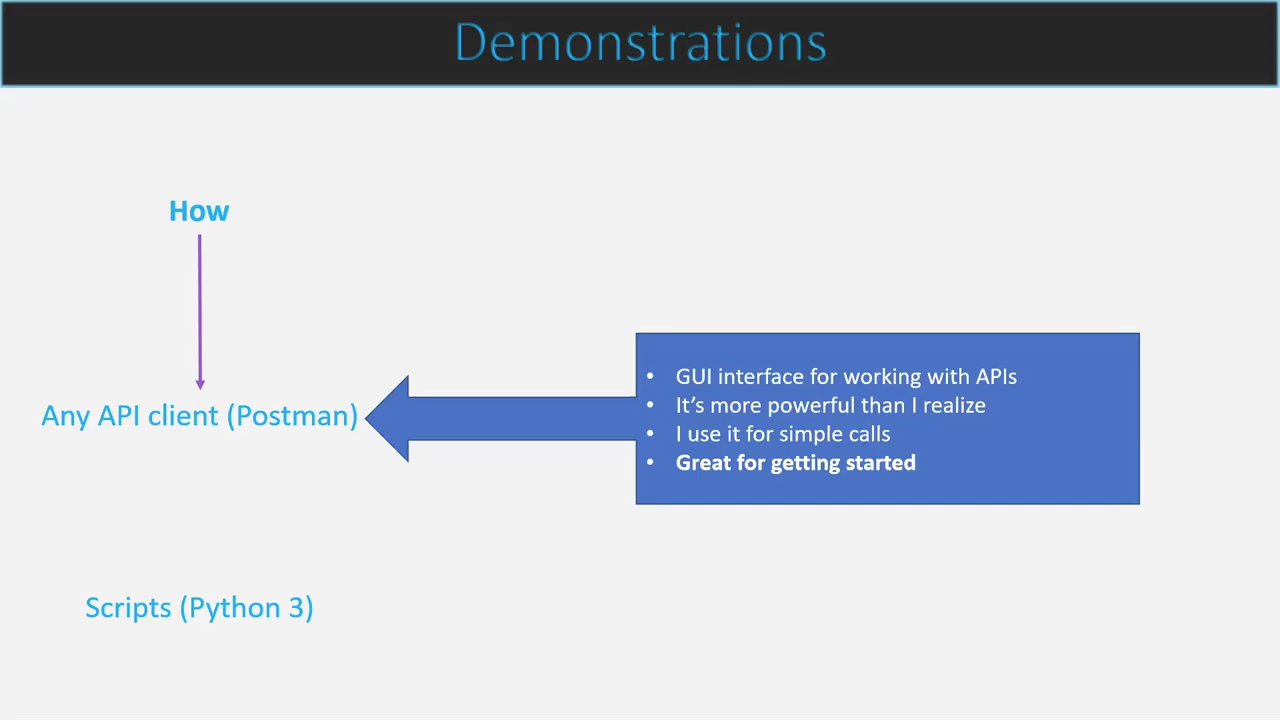 Demonstrations
How
Any API client (Postman)
• GUI interface for working with APIs
• It’s more powerful than I realize
• I use it for simple calls
• Great for getting started
Scripts (Python 3)